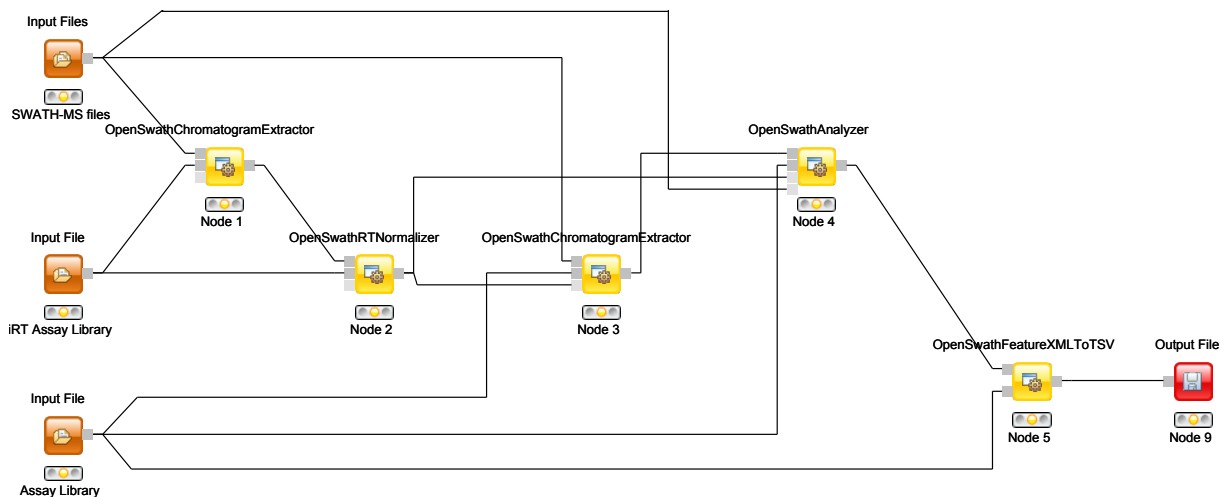 Input Files
SWATH-MS files
OpenSwathChromatogramExtractor
OpenSwathAnalyzer
Node 1
Node 4
Input File
OpenSwathRTNormalizer
OpenSwathChromatogramExtractor
iRT Assay Library
Node 2
Node 3
OpenSwathFeatureXMLToTSV
Output File
Input File
Node 5
Node 9
Assay Library